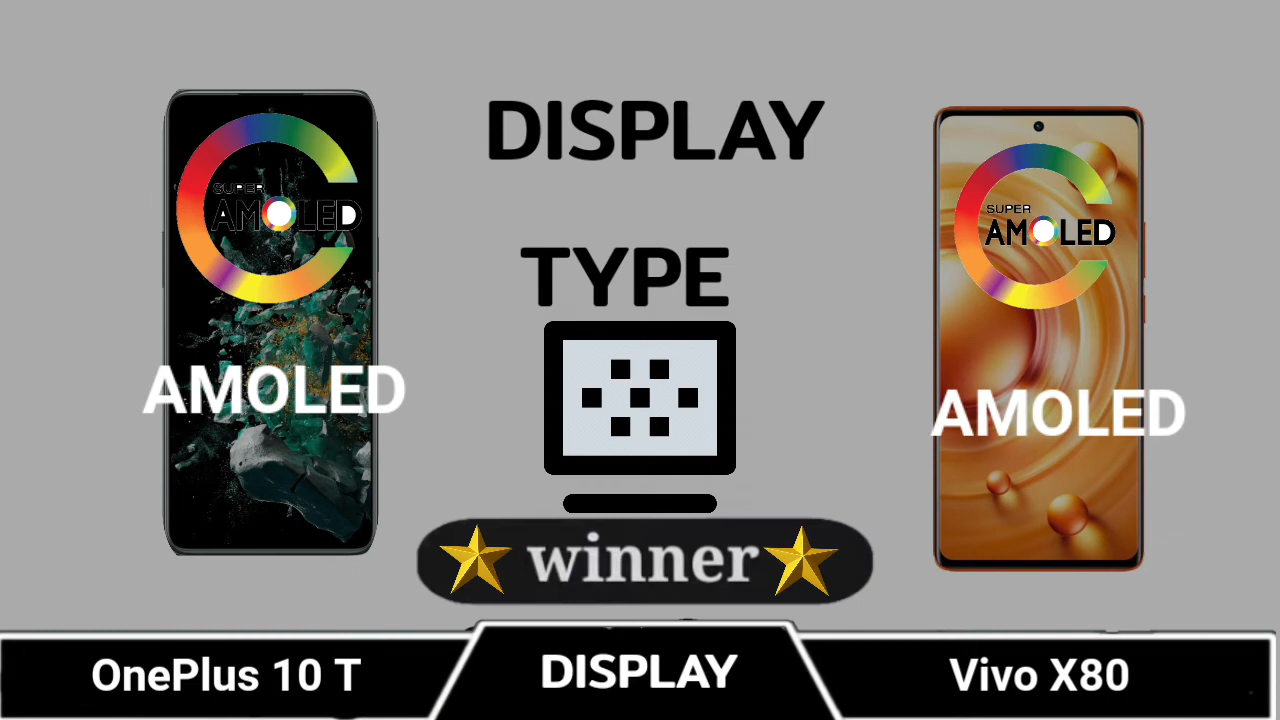 DISPLAY
TYPE
SUPER
AMOLED
AMOLED
SUPER
AMOLED
AMOLED
winner
OnePlus 10 T
DISPLAY
Vivo X80